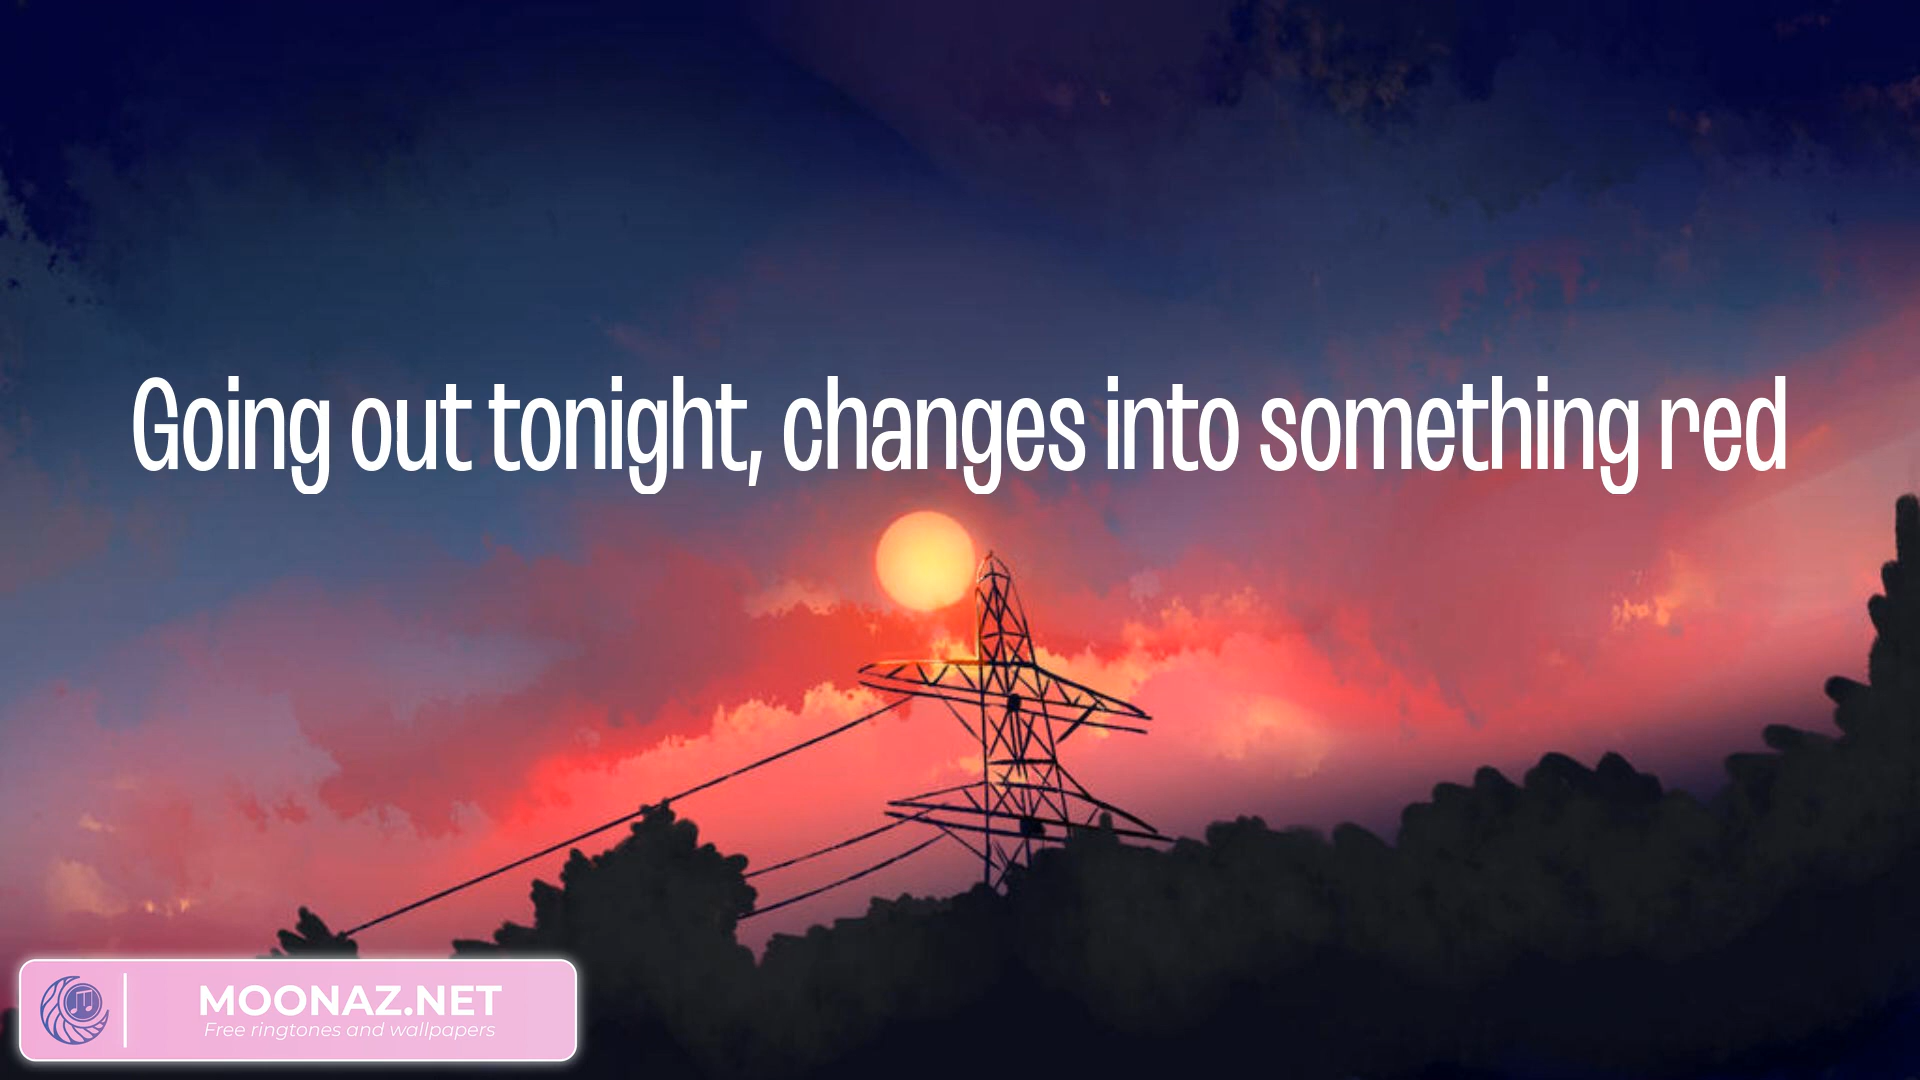 Going out tonight, changes into something red
MOONAZ.NET
Free ringtones and wallpapers